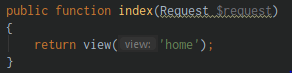 public function index(Request $request)
{
return view( view: 'home');
}